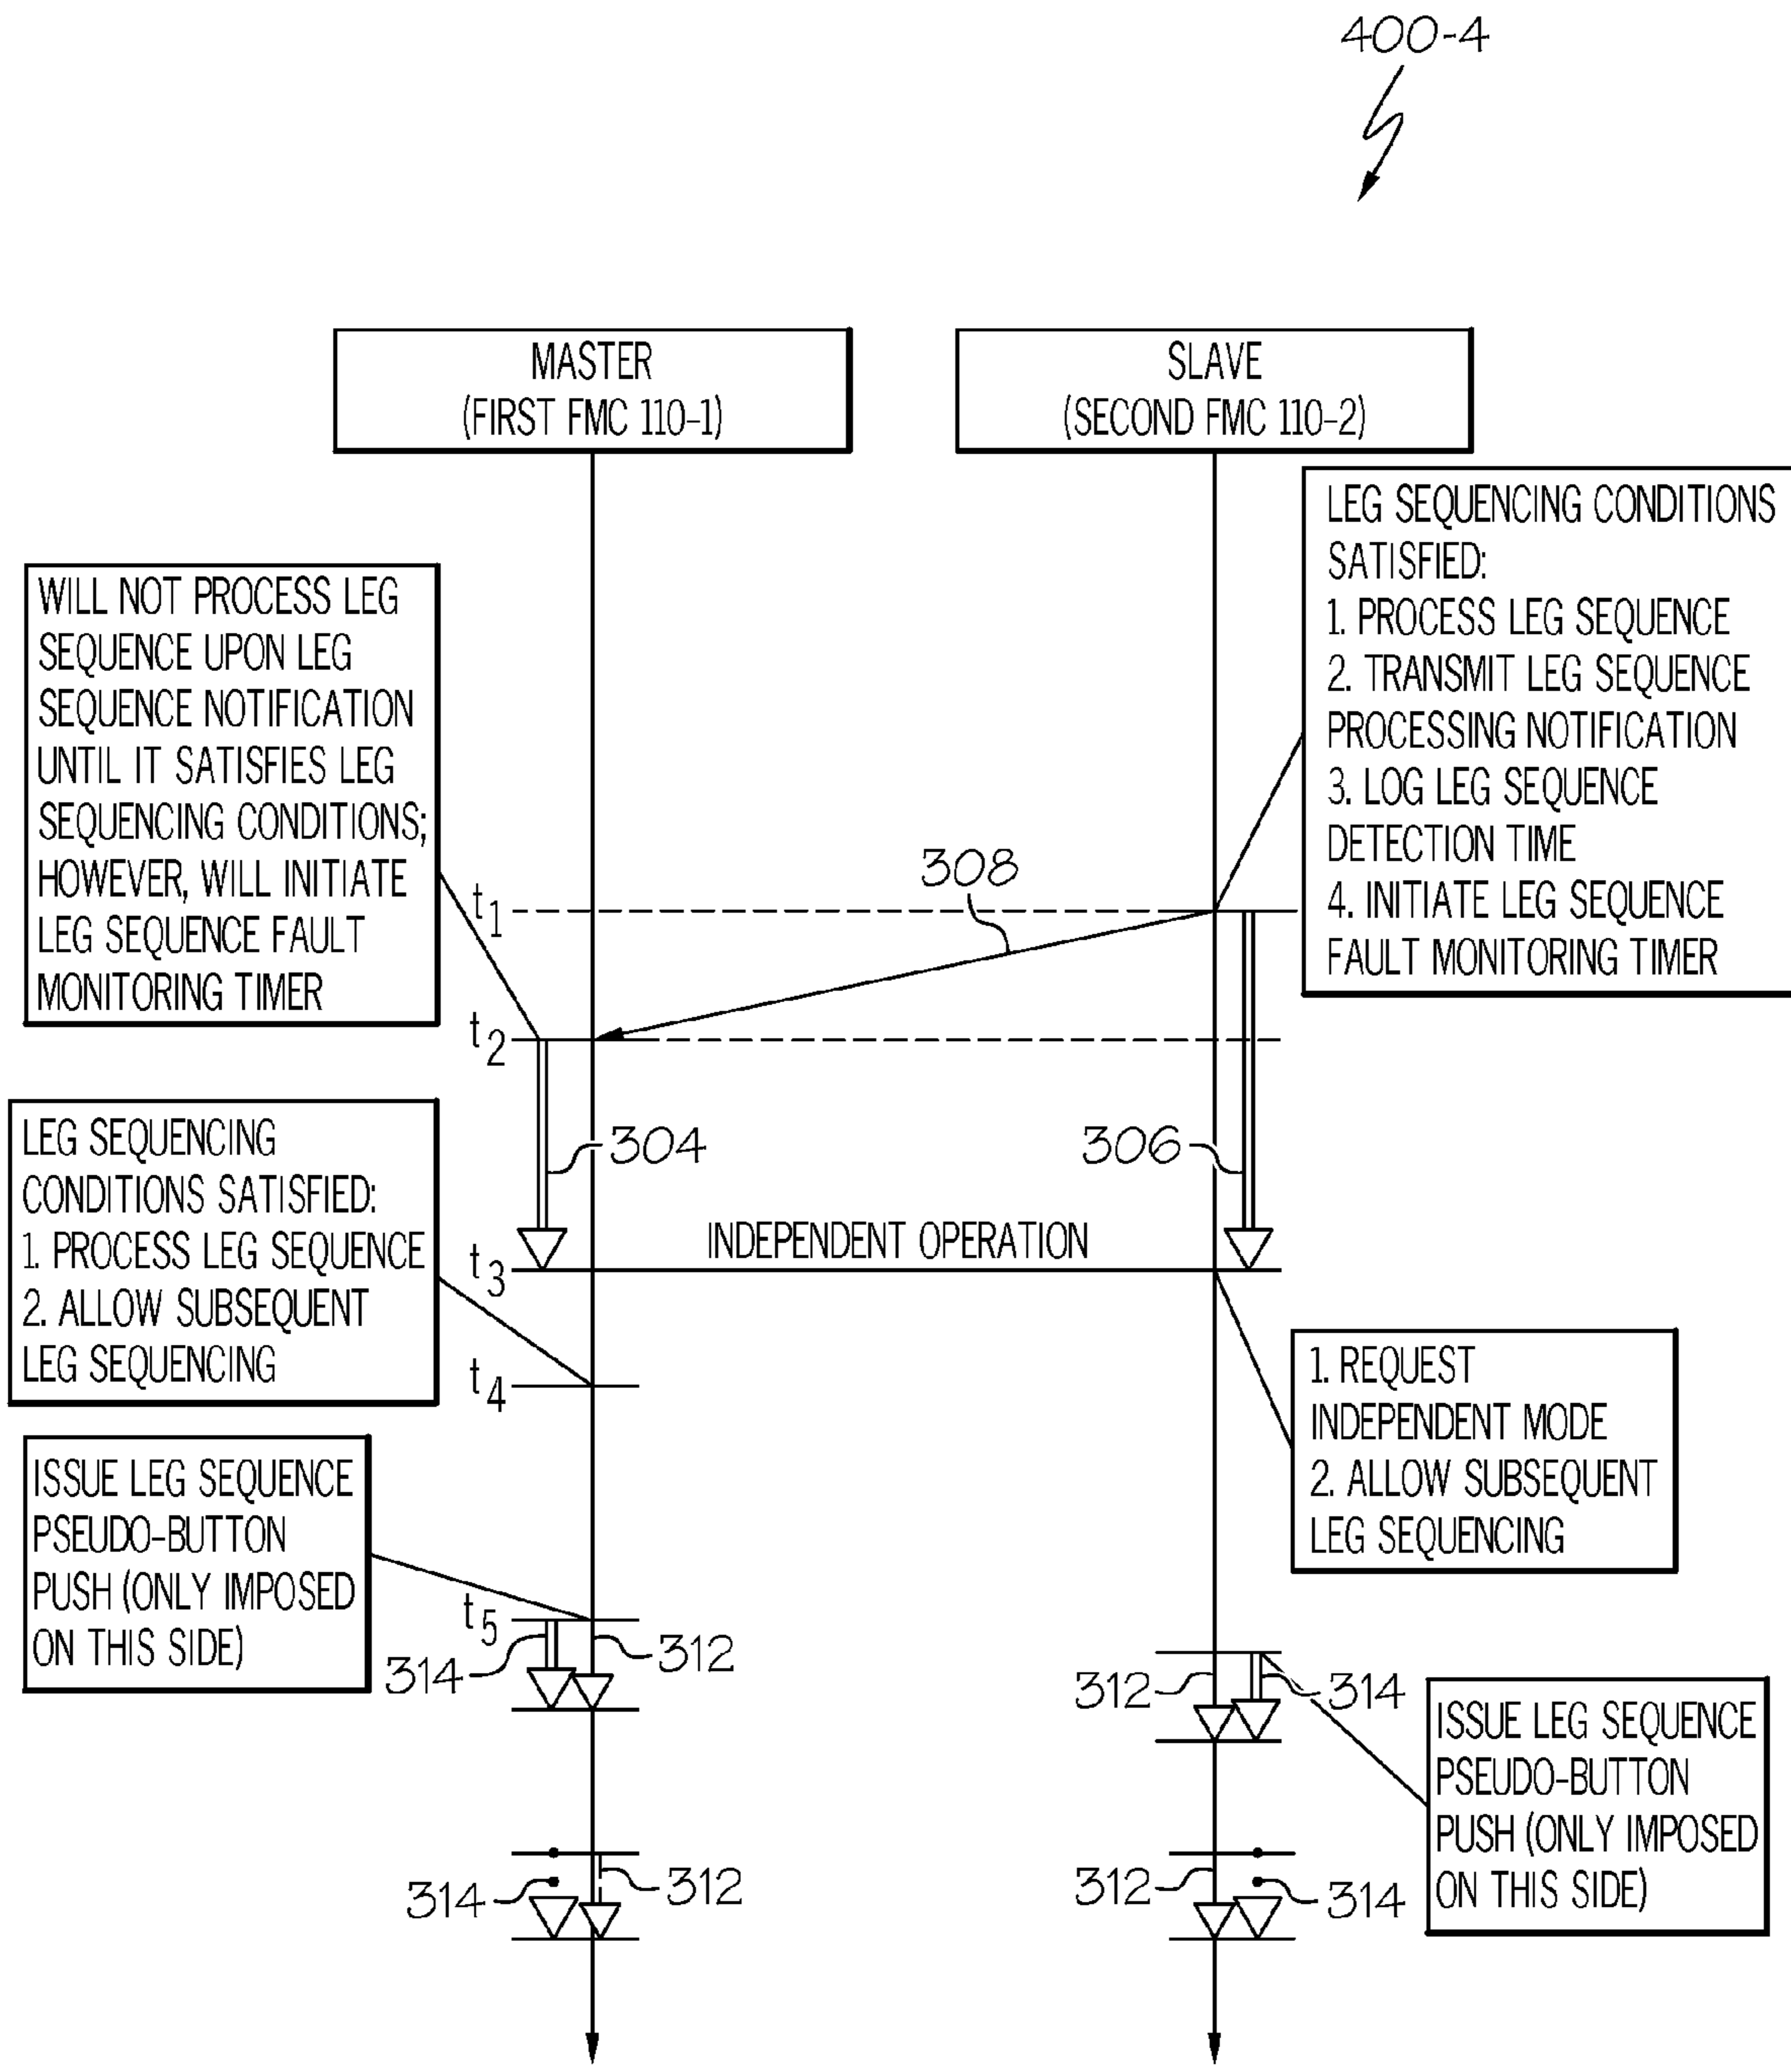 400-4
MASTER
(FIRST FMC 110-1)
SLAVE
(SECOND FMC 110-2)
LEG SEQUENCING CONDITIONS
SATISFIED:
1. PROCESS LEG SEQUENCE
2. TRANSMIT LEG SEQUENCE
PROCESSING NOTIFICATION
3. LOG LEG SEQUENCE
DETECTION TIME
4. INITIATE LEG SEQUENCE
FAULT MONITORING TIMER
WILL NOT PROCESS LEG
SEQUENCE UPON LEG
SEQUENCE NOTIFICATION
UNTIL IT SATISFIES LEG
SEQUENCING CONDITIONS;
HOWEVER, WILL INITIATE
LEG SEQUENCE FAULT
MONITORING TIMER
308
t1
t2
LEG SEQUENCING
CONDITIONS SATISFIED:
1. PROCESS LEG SEQUENCE
2. ALLOW SUBSEQUENT
LEG SEQUENCING
304
306
INDEPENDENT OPERATION
t3
t4
1. REQUEST
INDEPENDENT MODE
2. ALLOW SUBSEQUENT
LEG SEQUENCING
ISSUE LEG SEQUENCE
PSEUDO-BUTTON
PUSH (ONLY IMPOSED
ON THIS SIDE)
t5
314
312
312
314
ISSUE LEG SEQUENCE
PSEUDO-BUTTON
PUSH (ONLY IMPOSED
ON THIS SIDE)
314
312
312
314